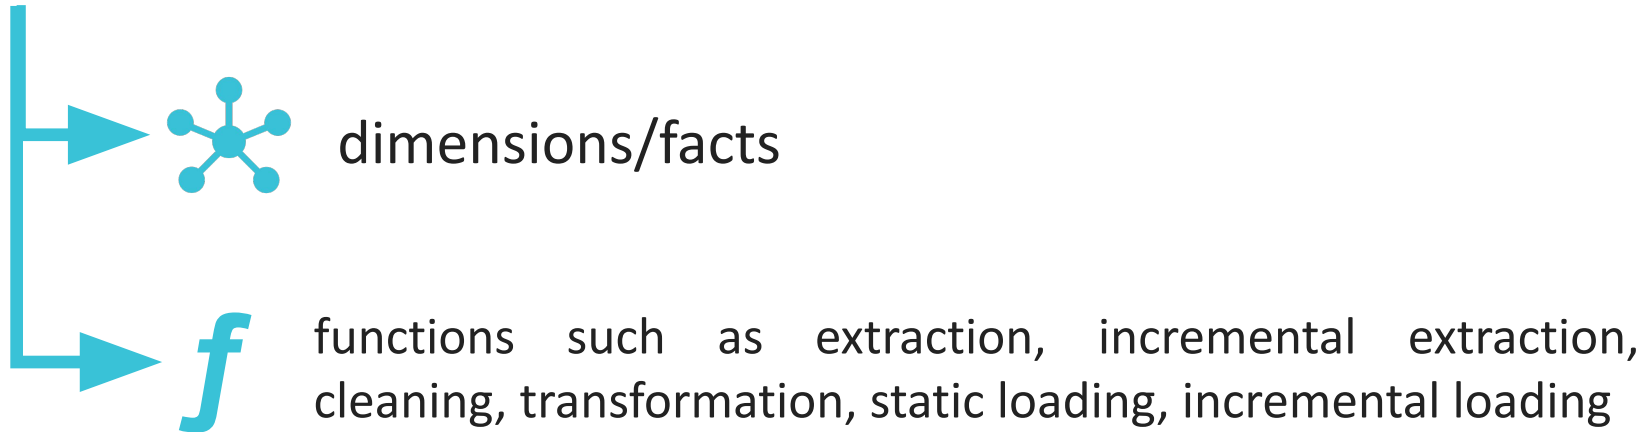 dimensions/facts
f
functions such as extraction, incremental extraction,
cleaning, transformation, static loading, incremental loading